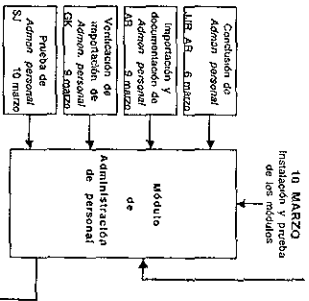 10 MARZO
Instalación y prueba
de los módulos
Conclusión de
Admon personal
JJR, AR 6 marzo
Importación y
documentación de
Admon personal
AR 9 marzo
Verificación de
importación de
Admon personal
GK 9 marzo
Prueba de
Admon personal
SJ 10 marzo
Módulo
de
Administración
de personal